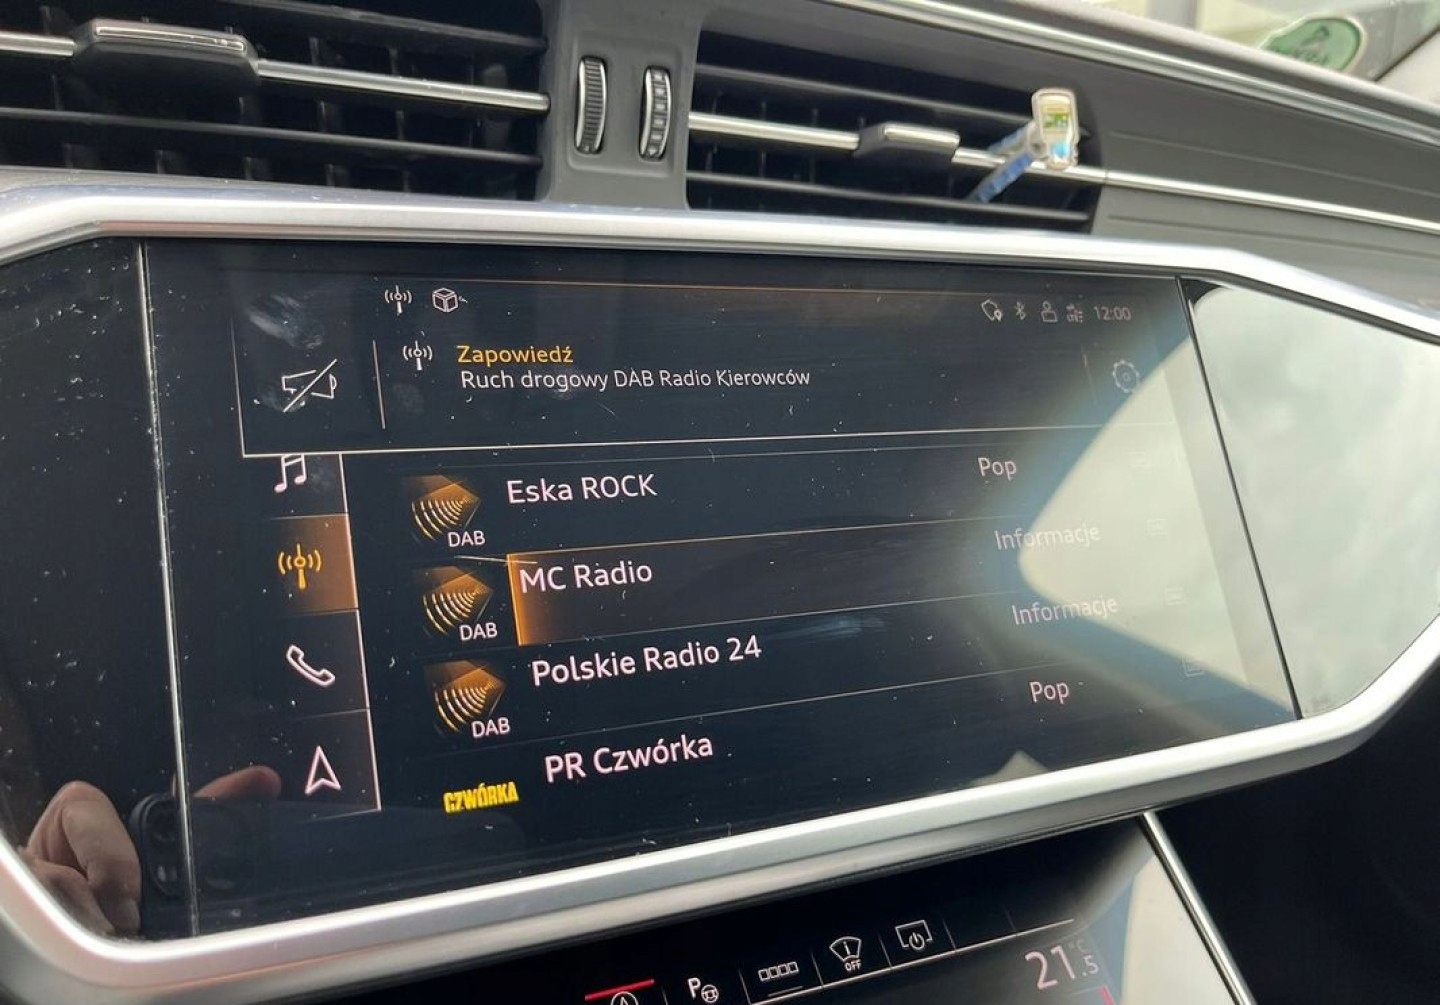 12:00
Zapowiedź
Ruch drogowy DAB Radio Kierowców
Eska ROCK
Pop
DAB
MC Radio
Informacje
DAB
Polskie Radio 24
Informacje
DAB
PR Czwórka
Pop
CZWÓRKA
P
OFF
21.5 °C